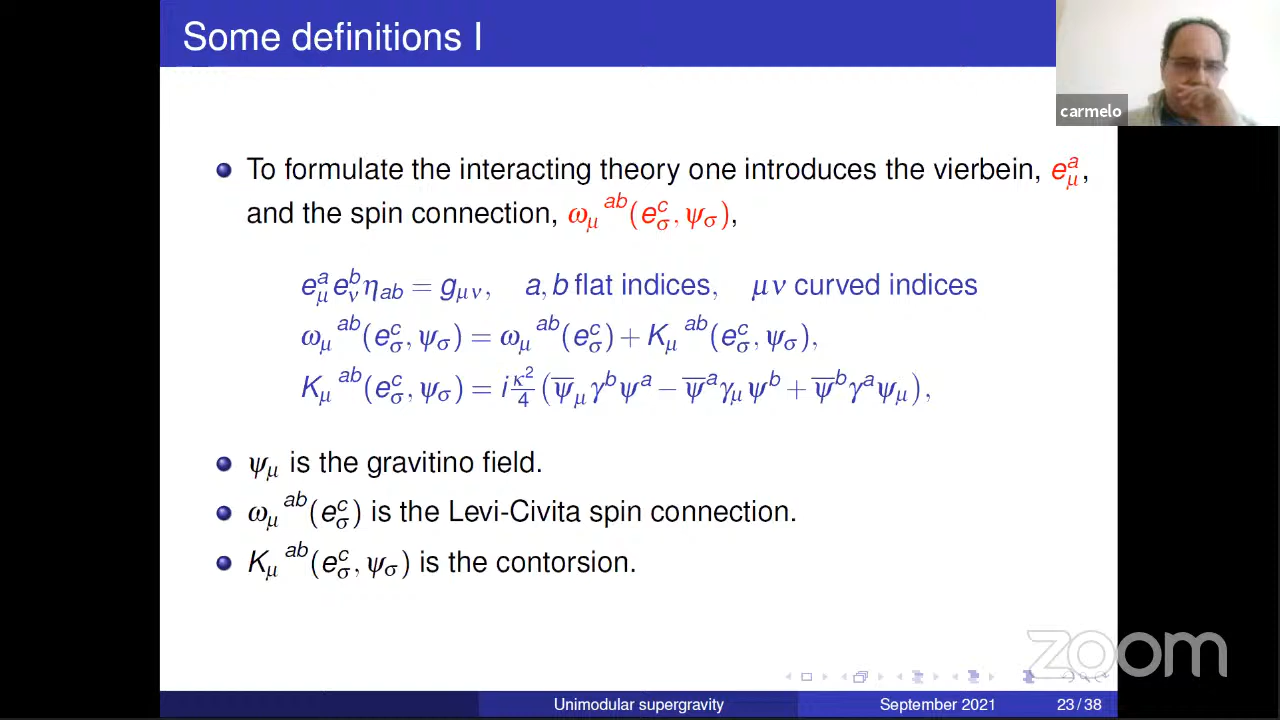 Some definitions I
carmelo
To formulate the interacting theory one introduces the vierbein, e^a_μ,
and the spin connection, ω_μ^{ab}(e^c_σ, ψ_σ),
e^a_μ e^b_ν η_{ab} = g_{μν}, a, b flat indices, μν curved indices
ω_μ^{ab}(e^c_σ, ψ_σ) = ω_μ^{ab}(e^c_σ) + K_μ^{ab}(e^c_σ, ψ_σ),
K_μ^{ab}(e^c_σ, ψ_σ) = i κ²/4 (ψ̅_μ γ^b ψ^a − ψ̅^a γ_μ ψ^b + ψ̅^b γ^a ψ_μ),
ψ_μ is the gravitino field.
ω_μ^{ab}(e^c_σ) is the Levi-Civita spin connection.
K_μ^{ab}(e^c_σ, ψ_σ) is the contorsion.
zoom
Unimodular supergravity September 2021 23 / 38